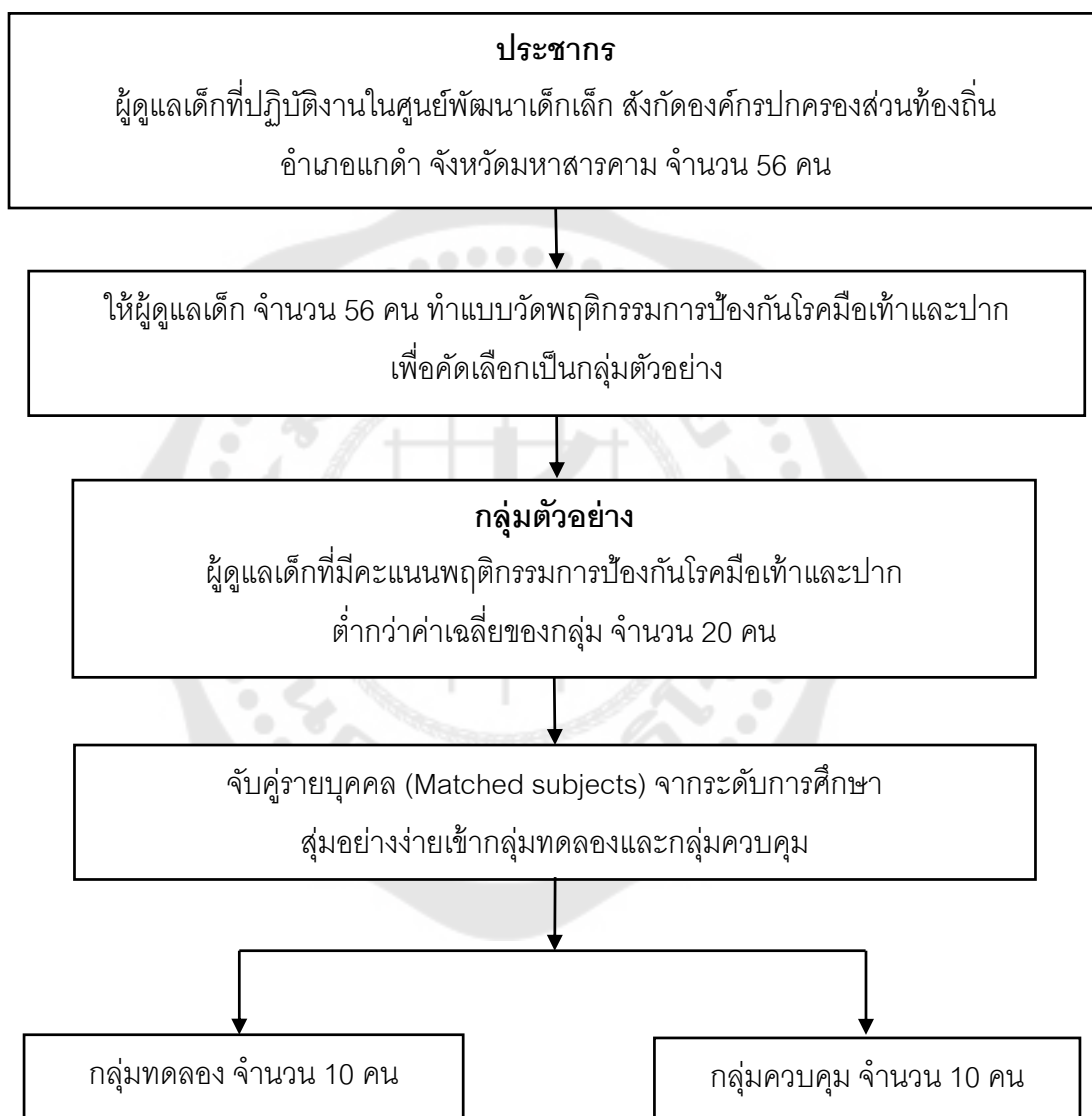 ประชากร
ผู้ดูแลเด็กที่ปฏิบัติงานในศูนย์พัฒนาเด็กเล็ก สังกัดองค์กรปกครองส่วนท้องถิ่น
อำเภอแกดำ จังหวัดมหาสารคาม จำนวน 56 คน
ให้ผู้ดูแลเด็ก จำนวน 56 คน ทำแบบวัดพฤติกรรมการป้องกันโรคมือเท้าและปาก
เพื่อคัดเลือกเป็นกลุ่มตัวอย่าง
กลุ่มตัวอย่าง
ผู้ดูแลเด็กที่มีคะแนนพฤติกรรมการป้องกันโรคมือเท้าและปาก
ต่ำกว่าค่าเฉลี่ยของกลุ่ม จำนวน 20 คน
จับคู่รายบุคคล (Matched subjects) จากระดับการศึกษา
สุ่มอย่างง่ายเข้ากลุ่มทดลองและกลุ่มควบคุม
กลุ่มทดลอง จำนวน 10 คน
กลุ่มควบคุม จำนวน 10 คน